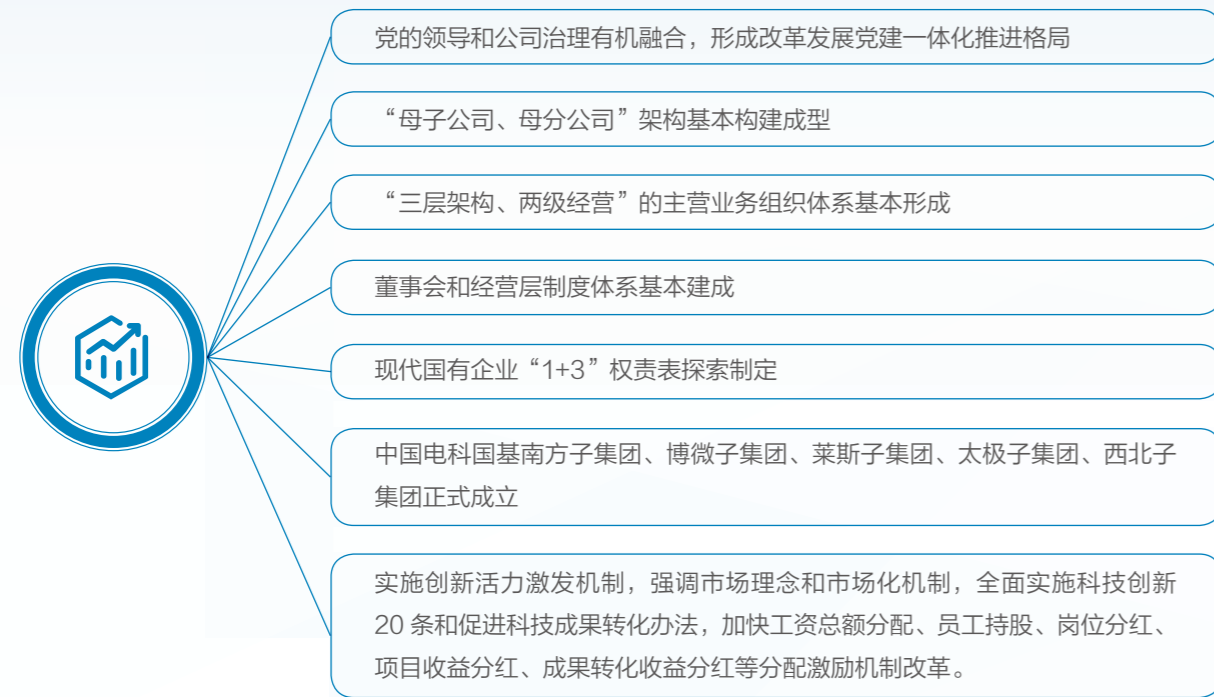 党的领导和公司治理有机融合，形成改革发展党建一体化推进格局
“母子公司、母分公司”架构基本构建成型
“三层架构、两级经营”的主营业务组织体系基本形成
董事会和经营层制度体系基本建成
现代国有企业“1+3”权责表探索制定
中国电科国基南方子集团、博微子集团、莱斯子集团、太极子集团、西北子
集团正式成立
实施创新活力激发机制，强调市场理念和市场化机制，全面实施科技创新
20 条和促进科技成果转化办法，加快工资总额分配、员工持股、岗位分红、
项目收益分红、成果转化收益分红等分配激励机制改革。